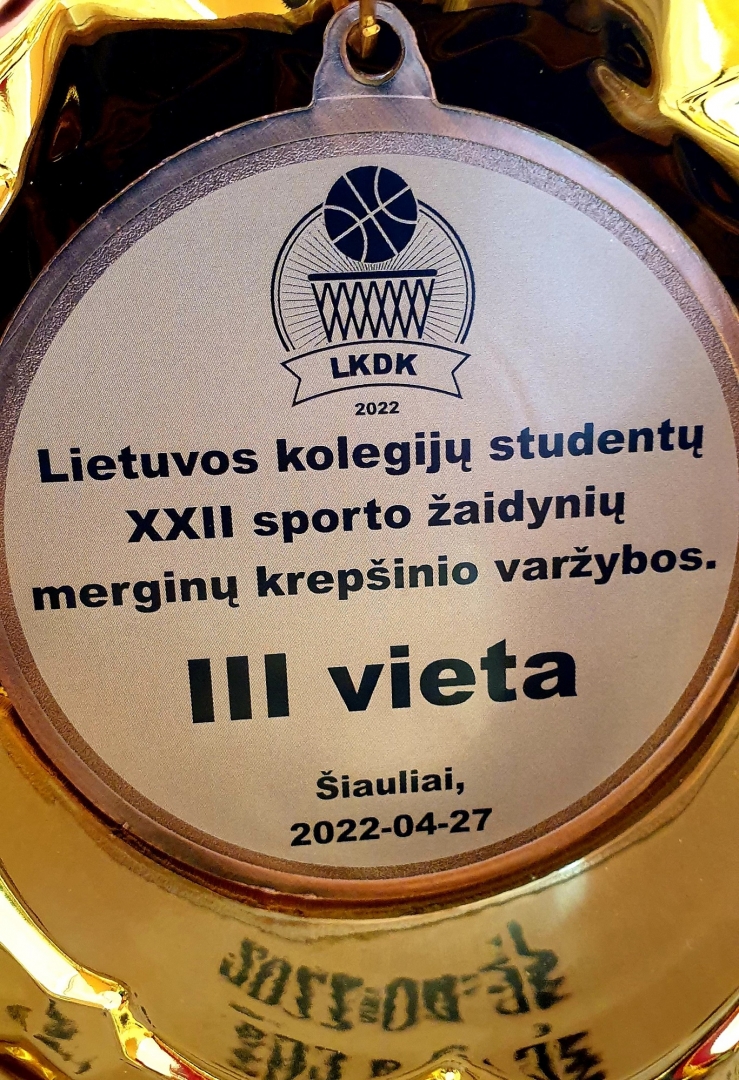 LKDK
2022
Lietuvos kolegijų studentų
XXII sporto žaidynių
merginų krepšinio varžybos.
III vieta
Šiauliai,
2022-04-27